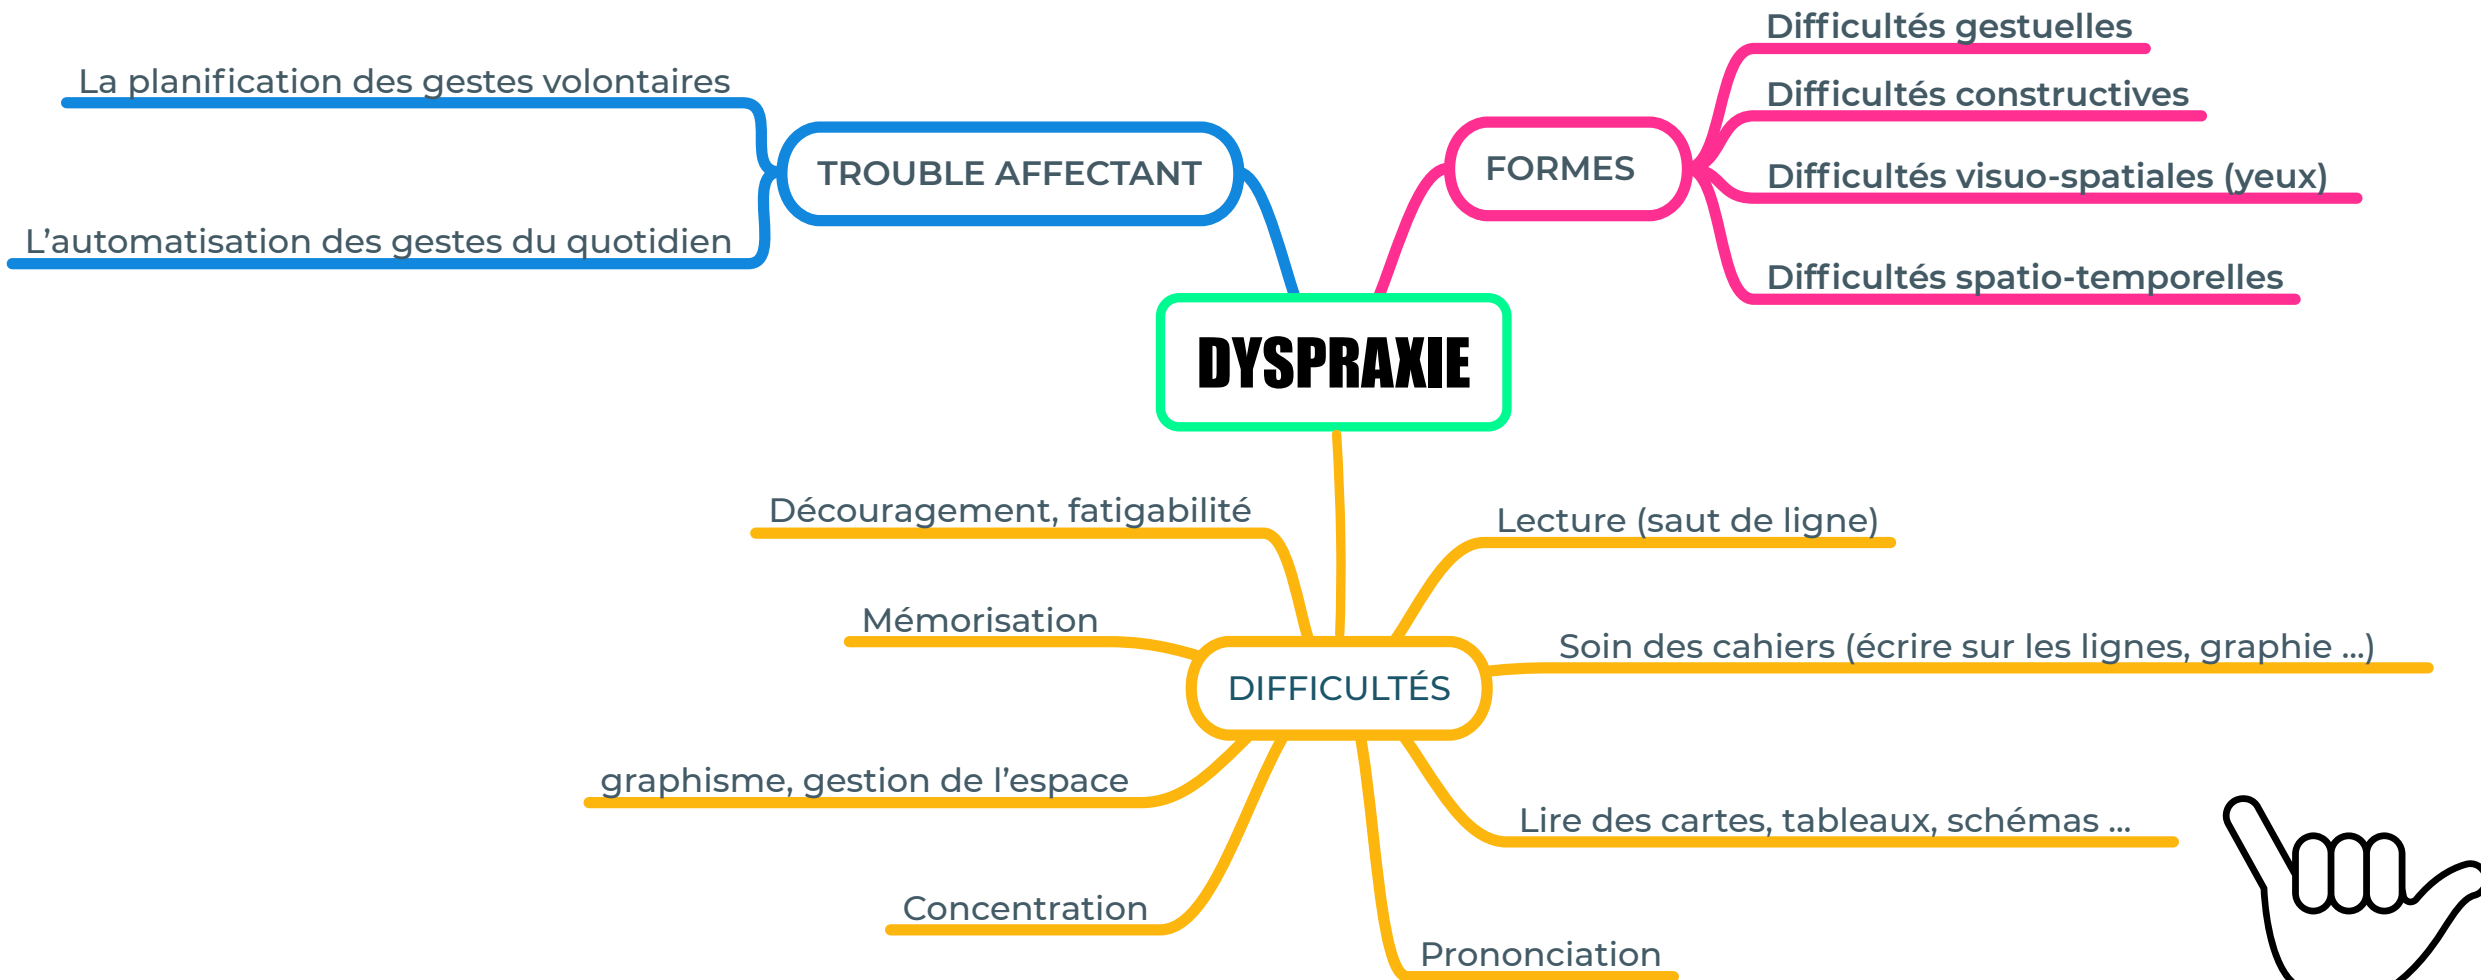 La planification des gestes volontaires
TROUBLE AFFECTANT
L’automatisation des gestes du quotidien
FORMES
Difficultés gestuelles
Difficultés constructives
Difficultés visuo-spatiales (yeux)
Difficultés spatio-temporelles
DYSPRAXIE
Découragement, fatigabilité
Lecture (saut de ligne)
Mémorisation
Soin des cahiers (écrire sur les lignes, graphie ...)
DIFFICULTÉS
graphisme, gestion de l’espace
Lire des cartes, tableaux, schémas ...
Concentration
Prononciation